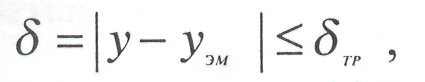 δ = |y − y_эм| ≤ δ_тр ,